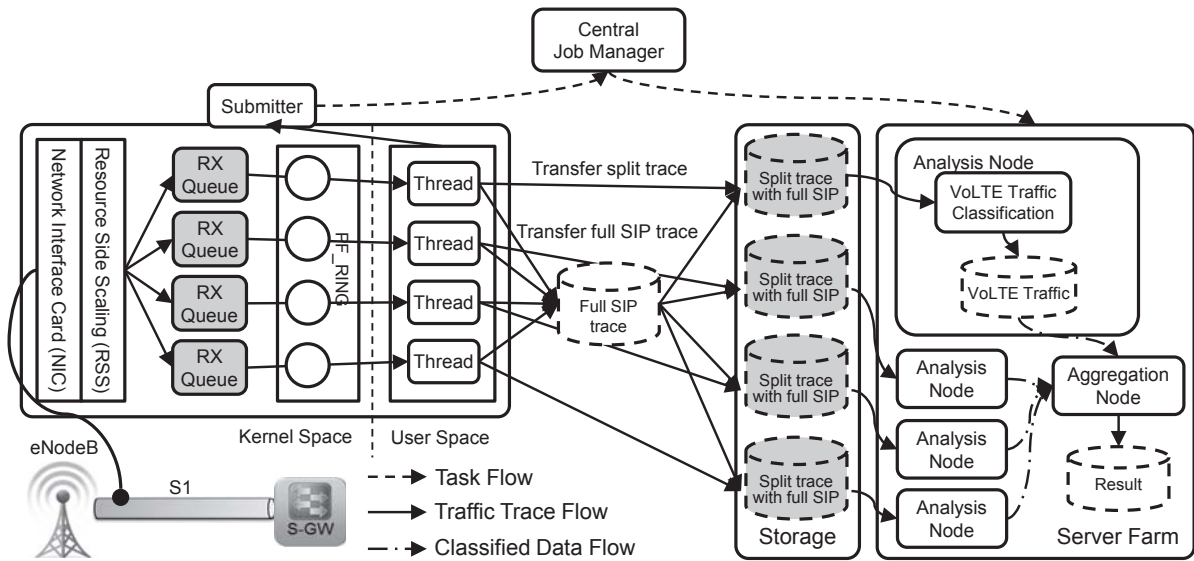 Central
Job Manager
Submitter
Network Interface Card (NIC)
Resource Side Scaling (RSS)
RX
Queue
RX
Queue
RX
Queue
RX
Queue
PF_RING
Thread
Thread
Thread
Thread
Kernel Space
User Space
Transfer split trace
Transfer full SIP trace
Full SIP
trace
Split trace
with full SIP
Split trace
with full SIP
Split trace
with full SIP
Split trace
with full SIP
Storage
Analysis Node
VoLTE Traffic
Classification
VoLTE Traffic
Analysis
Node
Analysis
Node
Analysis
Node
Aggregation
Node
Result
Server Farm
eNodeB
S1
S-GW
Task Flow
Traffic Trace Flow
Classified Data Flow